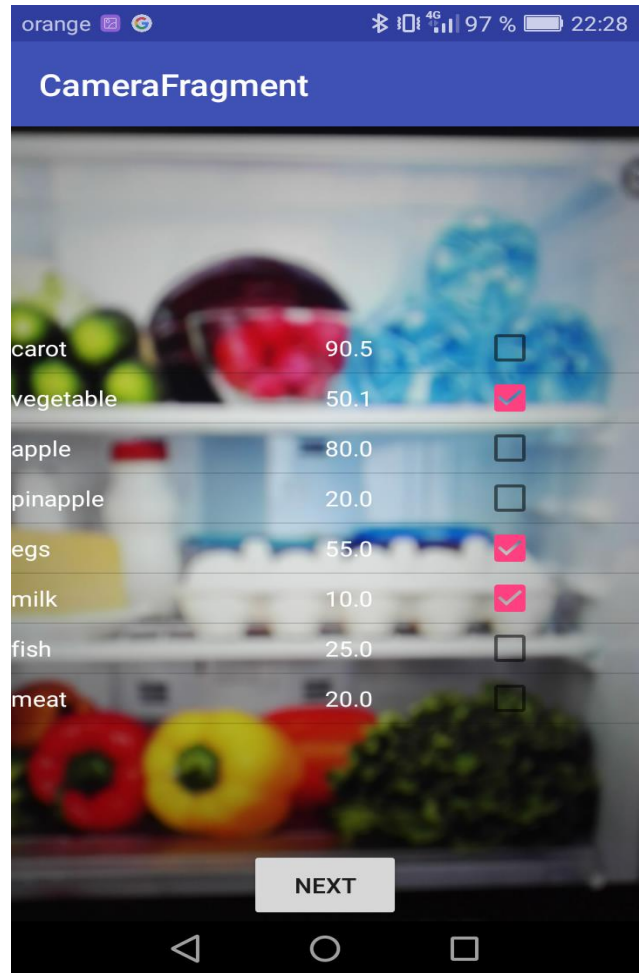 orange 4G 97 % 22:28
CameraFragment
carot 90.5
vegetable 50.1
apple 80.0
pinapple 20.0
egs 55.0
milk 10.0
fish 25.0
meat 20.0
NEXT